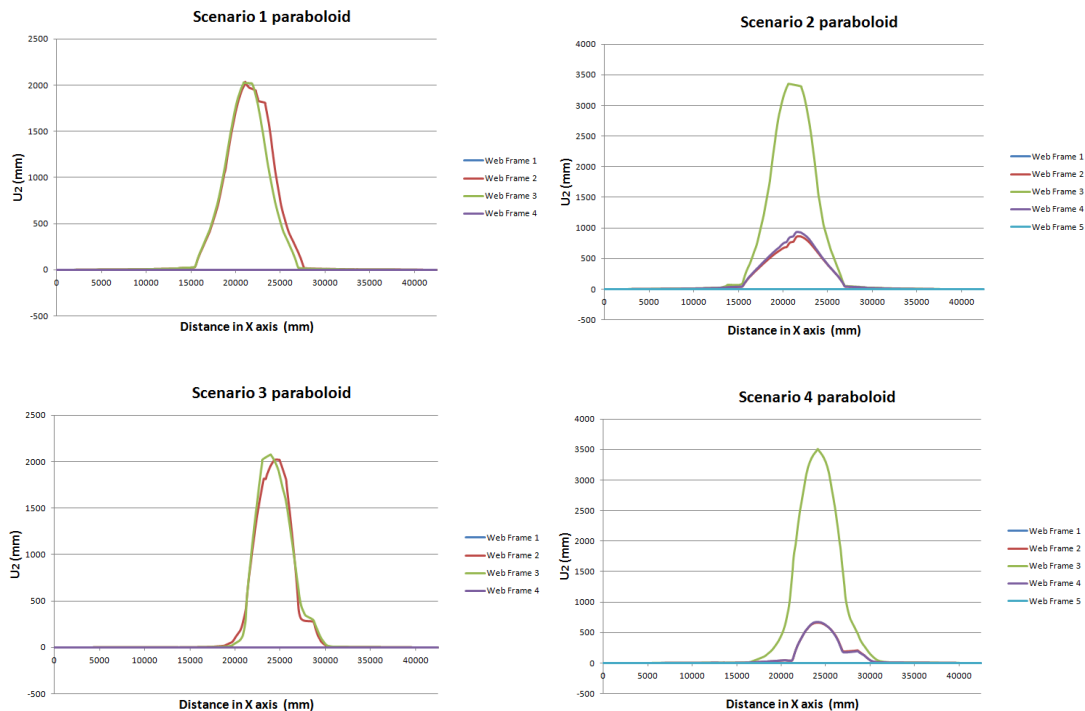 Scenario 1 paraboloid
2500
2000
1500
1000
500
0
-500
0 5000 10000 15000 20000 25000 30000 35000 40000
U2 (mm)
Distance in X axis (mm)
Web Frame 1
Web Frame 2
Web Frame 3
Web Frame 4
Scenario 2 paraboloid
4000
3500
3000
2500
2000
1500
1000
500
0
-500
0 5000 10000 15000 20000 25000 30000 35000 40000
U2 (mm)
Distance in X axis (mm)
Web Frame 1
Web Frame 2
Web Frame 3
Web Frame 4
Web Frame 5
Scenario 3 paraboloid
2500
2000
1500
1000
500
0
-500
0 5000 10000 15000 20000 25000 30000 35000 40000
U2 (mm)
Distance in X axis (mm)
Web Frame 1
Web Frame 2
Web Frame 3
Web Frame 4
Scenario 4 paraboloid
4000
3500
3000
2500
2000
1500
1000
500
0
-500
0 5000 10000 15000 20000 25000 30000 35000 40000
U2 (mm)
Distance in X axis (mm)
Web Frame 1
Web Frame 2
Web Frame 3
Web Frame 4
Web Frame 5